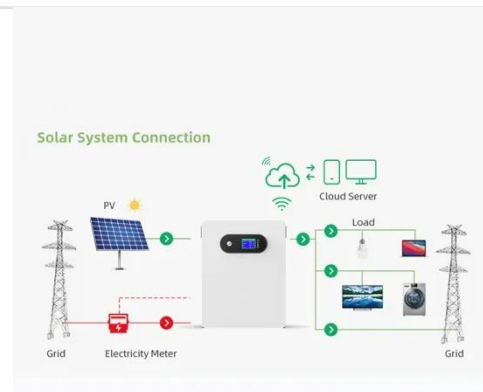 Solar System Connection
Cloud Server
PV
Load
Grid
Electricity Meter
Grid